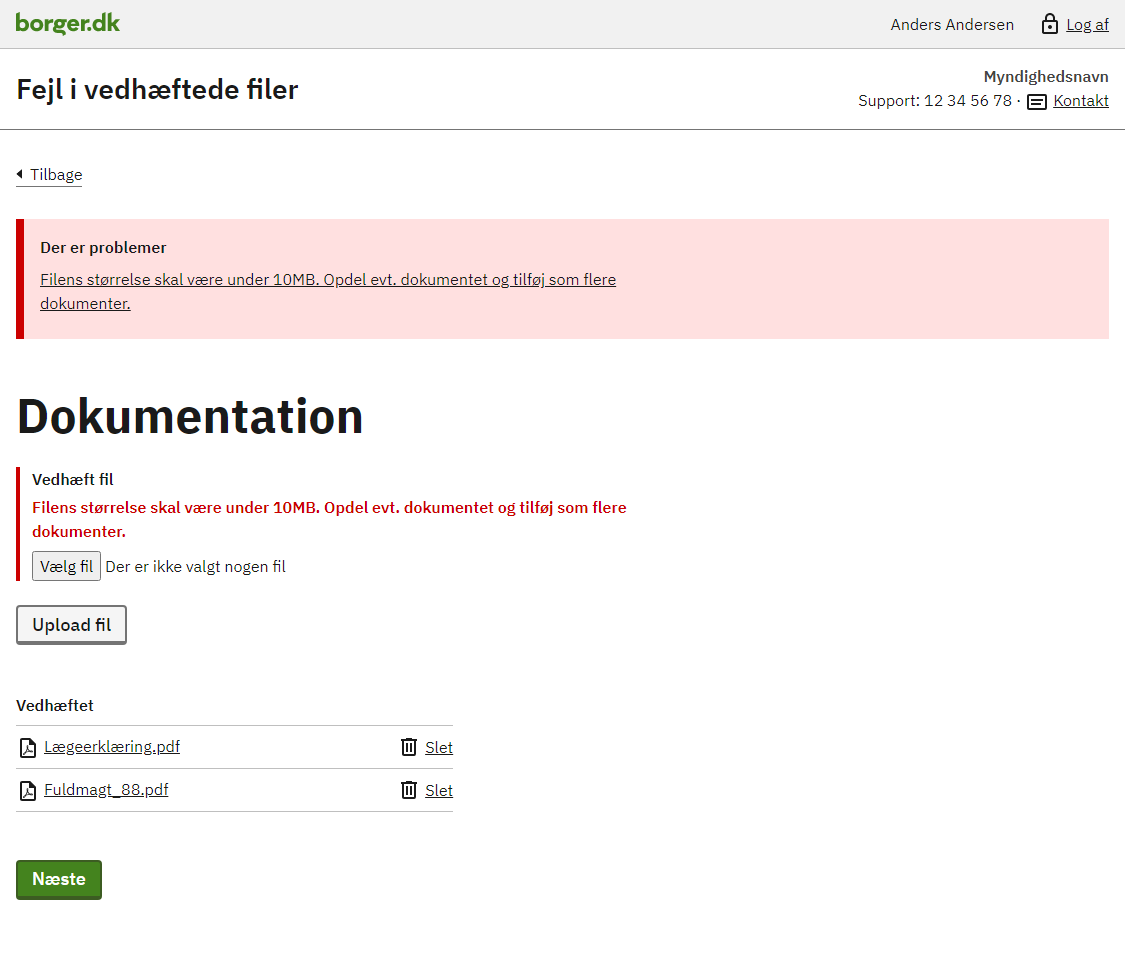 borger.dk
Anders Andersen
Log af
Fejl i vedhæftede filer
Myndighedsnavn
Support: 12 34 56 78 · Kontakt
Tilbage
Der er problemer
Filens størrelse skal være under 10MB. Opdel evt. dokumentet og tilføj som flere
dokumenter.
Dokumentation
Vedhæft fil
Filens størrelse skal være under 10MB. Opdel evt. dokumentet og tilføj som flere
dokumenter.
Vælg fil Der er ikke valgt nogen fil
Upload fil
Vedhæftet
Lægeerklæring.pdf Slet
Fuldmagt_88.pdf Slet
Næste